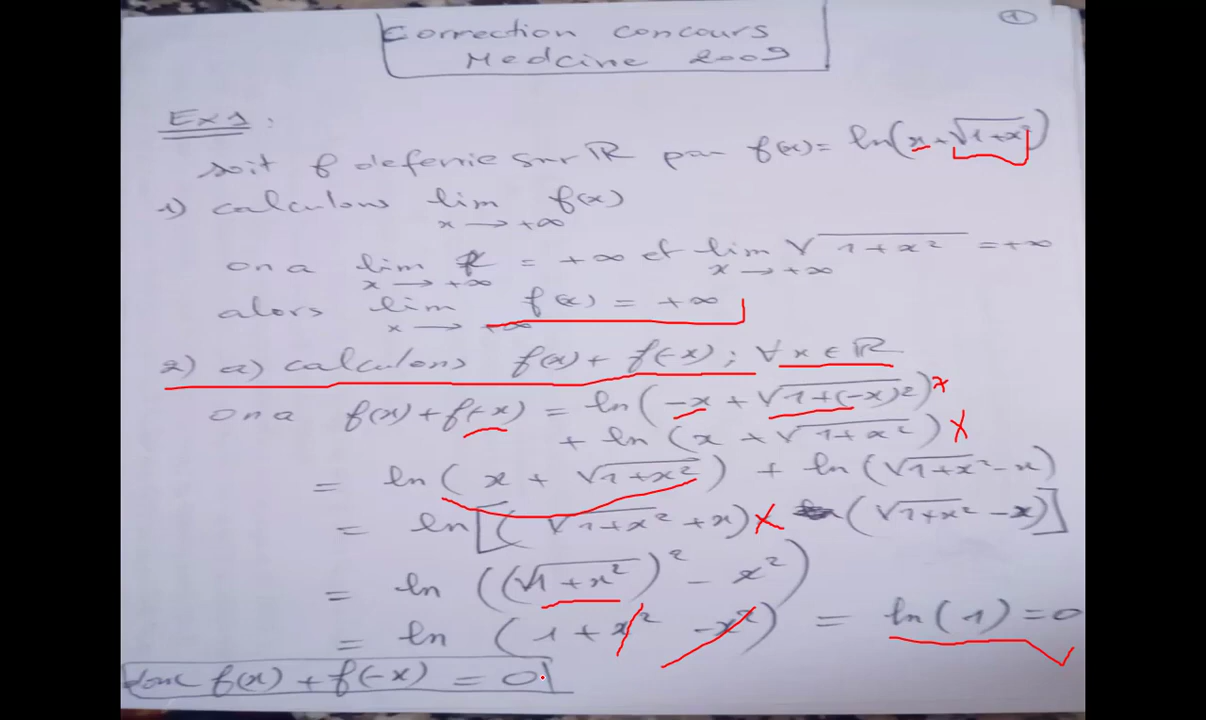 ①
Correction concours
Medcine 2009
Ex1:
soit f defenie sur ℝ par f(x) = ln(x + √1+x²)
1) calculons lim f(x)
x → +∞
on a lim x = +∞ et lim √1+x² = +∞
x → +∞ x → +∞
alors lim f(x) = +∞
x → +∞
2) a) calculons f(x) + f(-x) ; ∀x ∈ ℝ
on a f(x) + f(-x) = ln(-x + √1+(-x)²)
+ ln(x + √1+x²)
= ln(x + √1+x²) + ln(√1+x² - x)
= ln[(√1+x² + x) × (√1+x² - x)]
= ln((√1+x²)² - x²)
= ln(1 + x² - x²) = ln(1) = 0
donc f(x) + f(-x) = 0